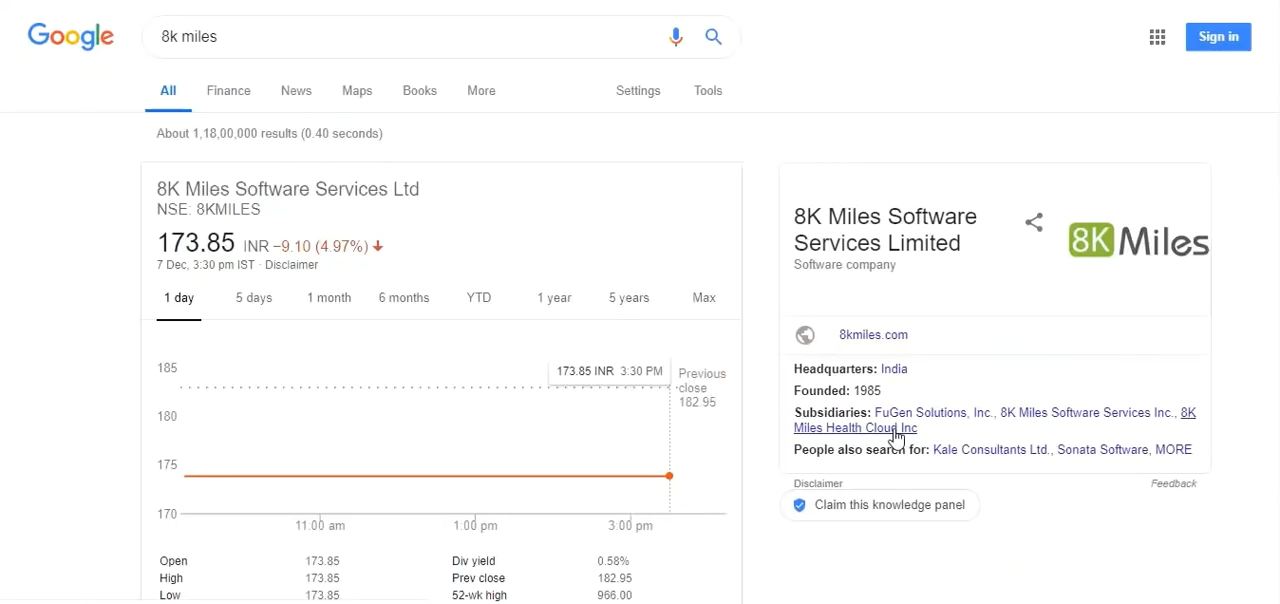 Google
8k miles
Sign in
All Finance News Maps Books More Settings Tools
About 1,18,00,000 results (0.40 seconds)
8K Miles Software Services Ltd
NSE: 8KMILES
173.85 INR −9.10 (4.97%)
7 Dec, 3:30 pm IST · Disclaimer
1 day 5 days 1 month 6 months YTD 1 year 5 years Max
185
180
175
170
173.85 INR 3:30 PM
Previous
close
182.95
11:00 am 1:00 pm 3:00 pm
Open 173.85 Div yield 0.58%
High 173.85 Prev close 182.95
Low 173.85 52-wk high 966.00
8K Miles Software
Services Limited
Software company
8K Miles
8kmiles.com
Headquarters: India
Founded: 1985
Subsidiaries: FuGen Solutions, Inc., 8K Miles Software Services Inc., 8K
Miles Health Cloud Inc
People also search for: Kale Consultants Ltd., Sonata Software, MORE
Disclaimer Feedback
Claim this knowledge panel